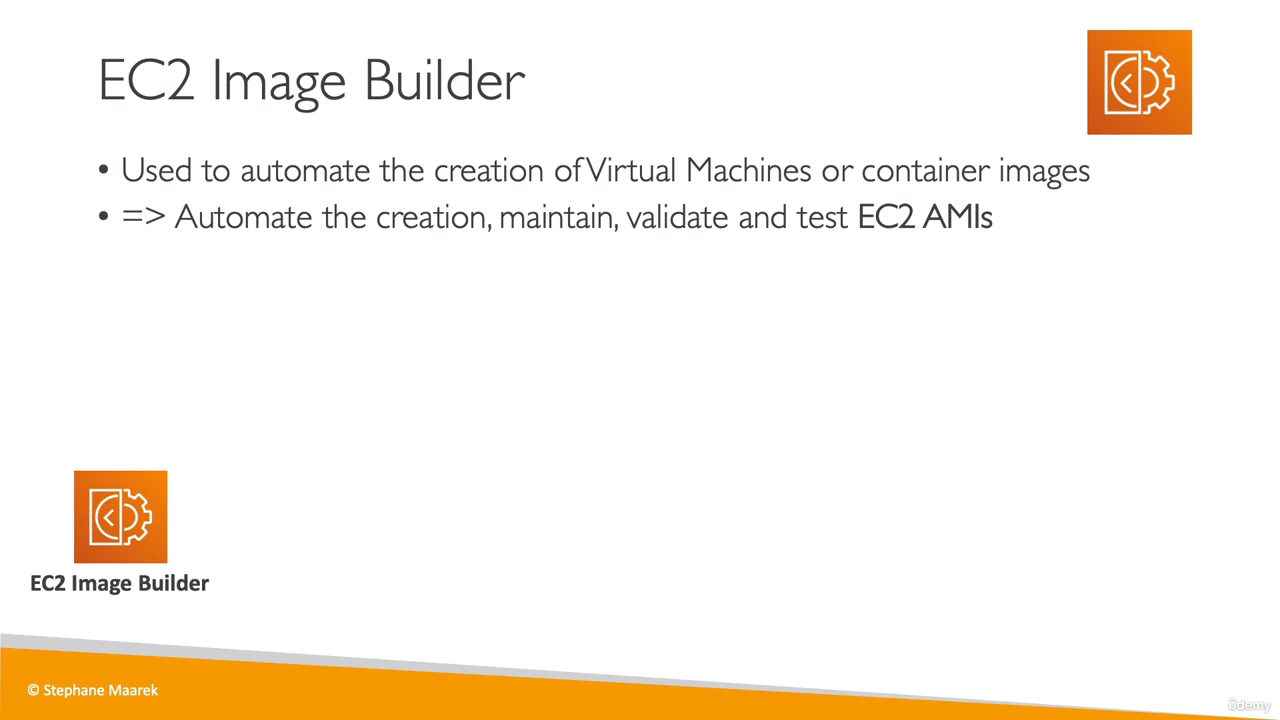 EC2 Image Builder
• Used to automate the creation of Virtual Machines or container images
• => Automate the creation, maintain, validate and test EC2 AMIs
EC2 Image Builder
© Stephane Maarek
ûdemy